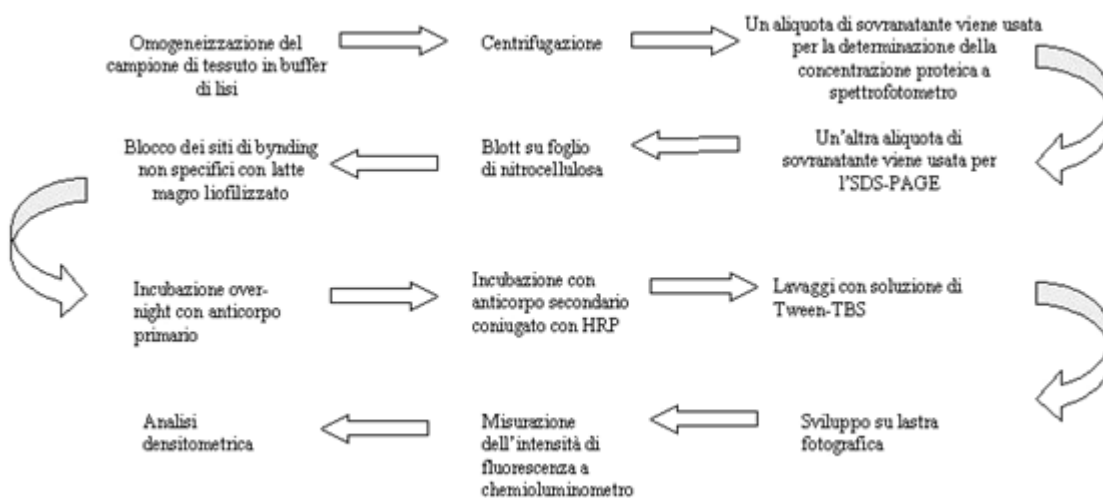 Omogeneizzazione del
campione di tessuto in buffer
di lisi
Centrifugazione
Un aliquota di sovranatante viene usata
per la determinazione della
concentrazione proteica a
spettrofotometro
Un'altra aliquota di
sovranatante viene usata per
l'SDS-PAGE
Blott su foglio
di nitrocellulosa
Blocco dei siti di bynding
non specifici con latte
magro liofilizzato
Incubazione over-
night con anticorpo
primario
Incubazione con
anticorpo secondario
coniugato con HRP
Lavaggi con soluzione di
Tween-TBS
Sviluppo su lastra
fotografica
Misurazione
dell'intensità di
fluorescenza a
chemioluminometro
Analisi
densitometrica